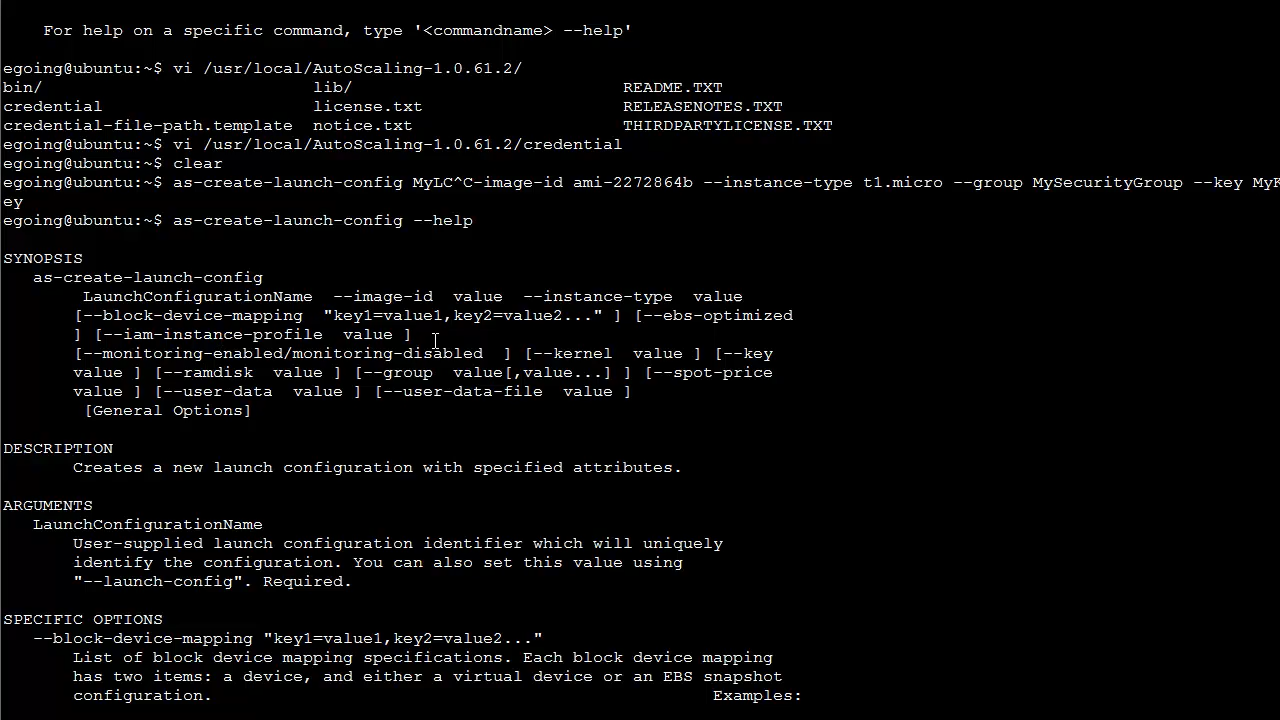 For help on a specific command, type '<commandname> --help'
egoing@ubuntu:~$ vi /usr/local/AutoScaling-1.0.61.2/
bin/ lib/ README.TXT
credential license.txt RELEASENOTES.TXT
credential-file-path.template notice.txt THIRDPARTYLICENSE.TXT
egoing@ubuntu:~$ vi /usr/local/AutoScaling-1.0.61.2/credential
egoing@ubuntu:~$ clear
egoing@ubuntu:~$ as-create-launch-config MyLC^C-image-id ami-2272864b --instance-type t1.micro --group MySecurityGroup --key MyK
ey
egoing@ubuntu:~$ as-create-launch-config --help
SYNOPSIS
as-create-launch-config
LaunchConfigurationName --image-id value --instance-type value
[--block-device-mapping "key1=value1,key2=value2..." ] [--ebs-optimized
] [--iam-instance-profile value ]
[--monitoring-enabled/monitoring-disabled ] [--kernel value ] [--key
value ] [--ramdisk value ] [--group value[,value...] ] [--spot-price
value ] [--user-data value ] [--user-data-file value ]
[General Options]
DESCRIPTION
Creates a new launch configuration with specified attributes.
ARGUMENTS
LaunchConfigurationName
User-supplied launch configuration identifier which will uniquely
identify the configuration. You can also set this value using
"--launch-config". Required.
SPECIFIC OPTIONS
--block-device-mapping "key1=value1,key2=value2..."
List of block device mapping specifications. Each block device mapping
has two items: a device, and either a virtual device or an EBS snapshot
configuration. Examples: